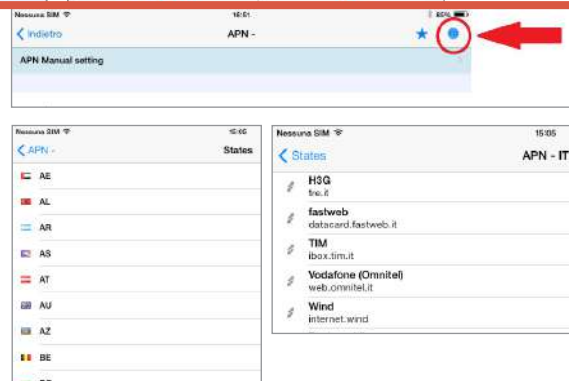 Nessuna SIM
16:51
85%
Indietro
APN -
APN Manual setting
Nessuna SIM
15:05
APN -
States
AE
AL
AR
AS
AT
AU
AZ
BE
Nessuna SIM
15:05
States
APN - IT
H3G
tre.it
fastweb
datacard.fastweb.it
TIM
ibox.tim.it
Vodafone (Omnitel)
web.omnitel.it
Wind
internet.wind